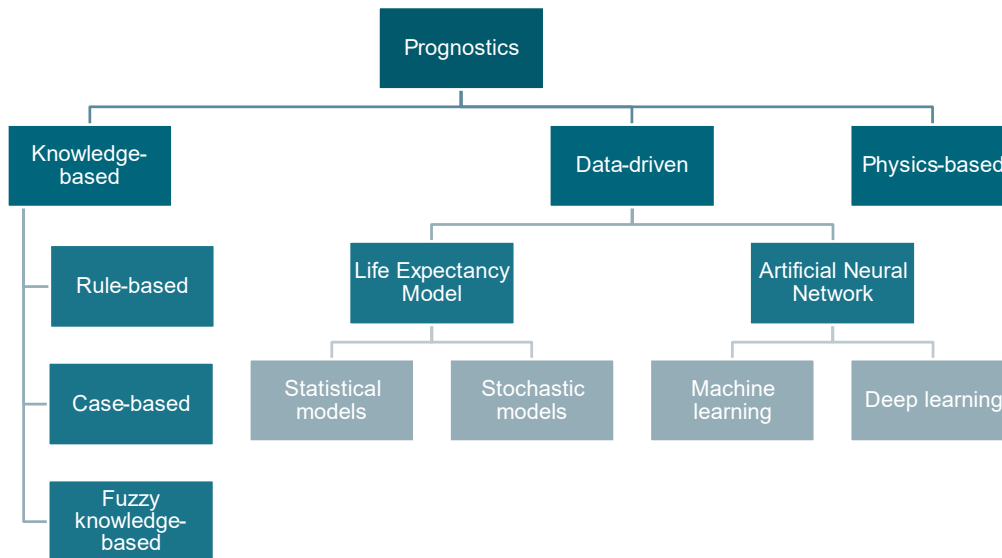 Prognostics
Knowledge-
based
Data-driven
Physics-based
Rule-based
Life Expectancy
Model
Artificial Neural
Network
Case-based
Statistical
models
Stochastic
models
Machine
learning
Deep learning
Fuzzy
knowledge-
based